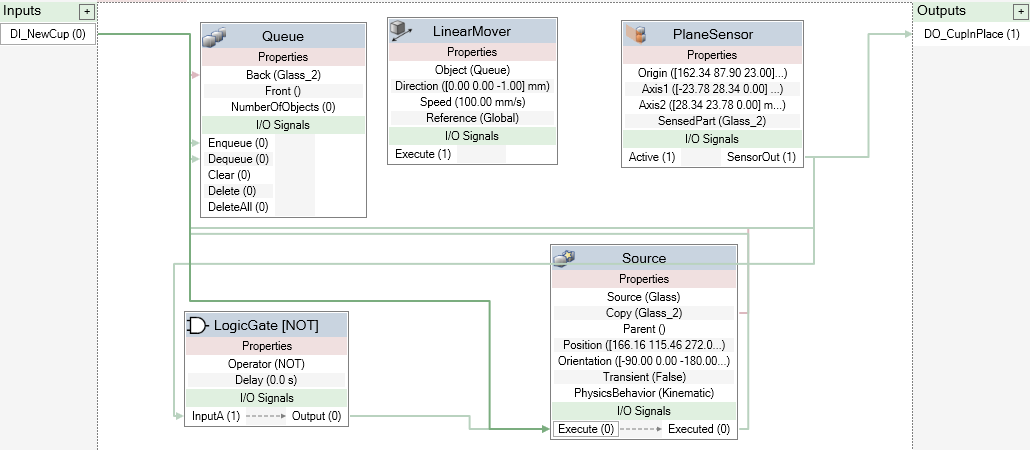 Inputs
+
DI_NewCup (0)
Outputs
+
DO_CupInPlace (1)
Queue
Properties
Back (Glass_2)
Front ()
NumberOfObjects (0)
I/O Signals
Enqueue (0)
Dequeue (0)
Clear (0)
Delete (0)
DeleteAll (0)
LinearMover
Properties
Object (Queue)
Direction ([0.00 0.00 -1.00] mm)
Speed (100.00 mm/s)
Reference (Global)
I/O Signals
Execute (1)
PlaneSensor
Properties
Origin ([162.34 87.90 23.00]...)
Axis1 ([-23.78 28.34 0.00] ...)
Axis2 ([28.34 23.78 0.00] m...)
SensedPart (Glass_2)
I/O Signals
Active (1) SensorOut (1)
LogicGate [NOT]
Properties
Operator (NOT)
Delay (0.0 s)
I/O Signals
InputA (1) Output (0)
Source
Properties
Source (Glass)
Copy (Glass_2)
Parent ()
Position ([166.16 115.46 272.0...)
Orientation ([-90.00 0.00 -180.00...)
Transient (False)
PhysicsBehavior (Kinematic)
I/O Signals
Execute (0) Executed (0)